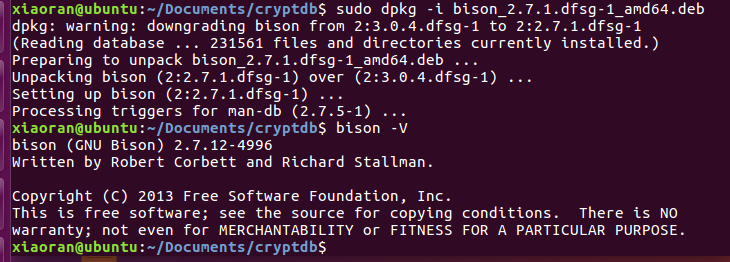 xiaoran@ubuntu:~/Documents/cryptdb$ sudo dpkg -i bison_2.7.1.dfsg-1_amd64.deb
dpkg: warning: downgrading bison from 2:3.0.4.dfsg-1 to 2:2.7.1.dfsg-1
(Reading database ... 231561 files and directories currently installed.)
Preparing to unpack bison_2.7.1.dfsg-1_amd64.deb ...
Unpacking bison (2:2.7.1.dfsg-1) over (2:3.0.4.dfsg-1) ...
Setting up bison (2:2.7.1.dfsg-1) ...
Processing triggers for man-db (2.7.5-1) ...
xiaoran@ubuntu:~/Documents/cryptdb$ bison -V
bison (GNU Bison) 2.7.12-4996
Written by Robert Corbett and Richard Stallman.

Copyright (C) 2013 Free Software Foundation, Inc.
This is free software; see the source for copying conditions.  There is NO
warranty; not even for MERCHANTABILITY or FITNESS FOR A PARTICULAR PURPOSE.
xiaoran@ubuntu:~/Documents/cryptdb$